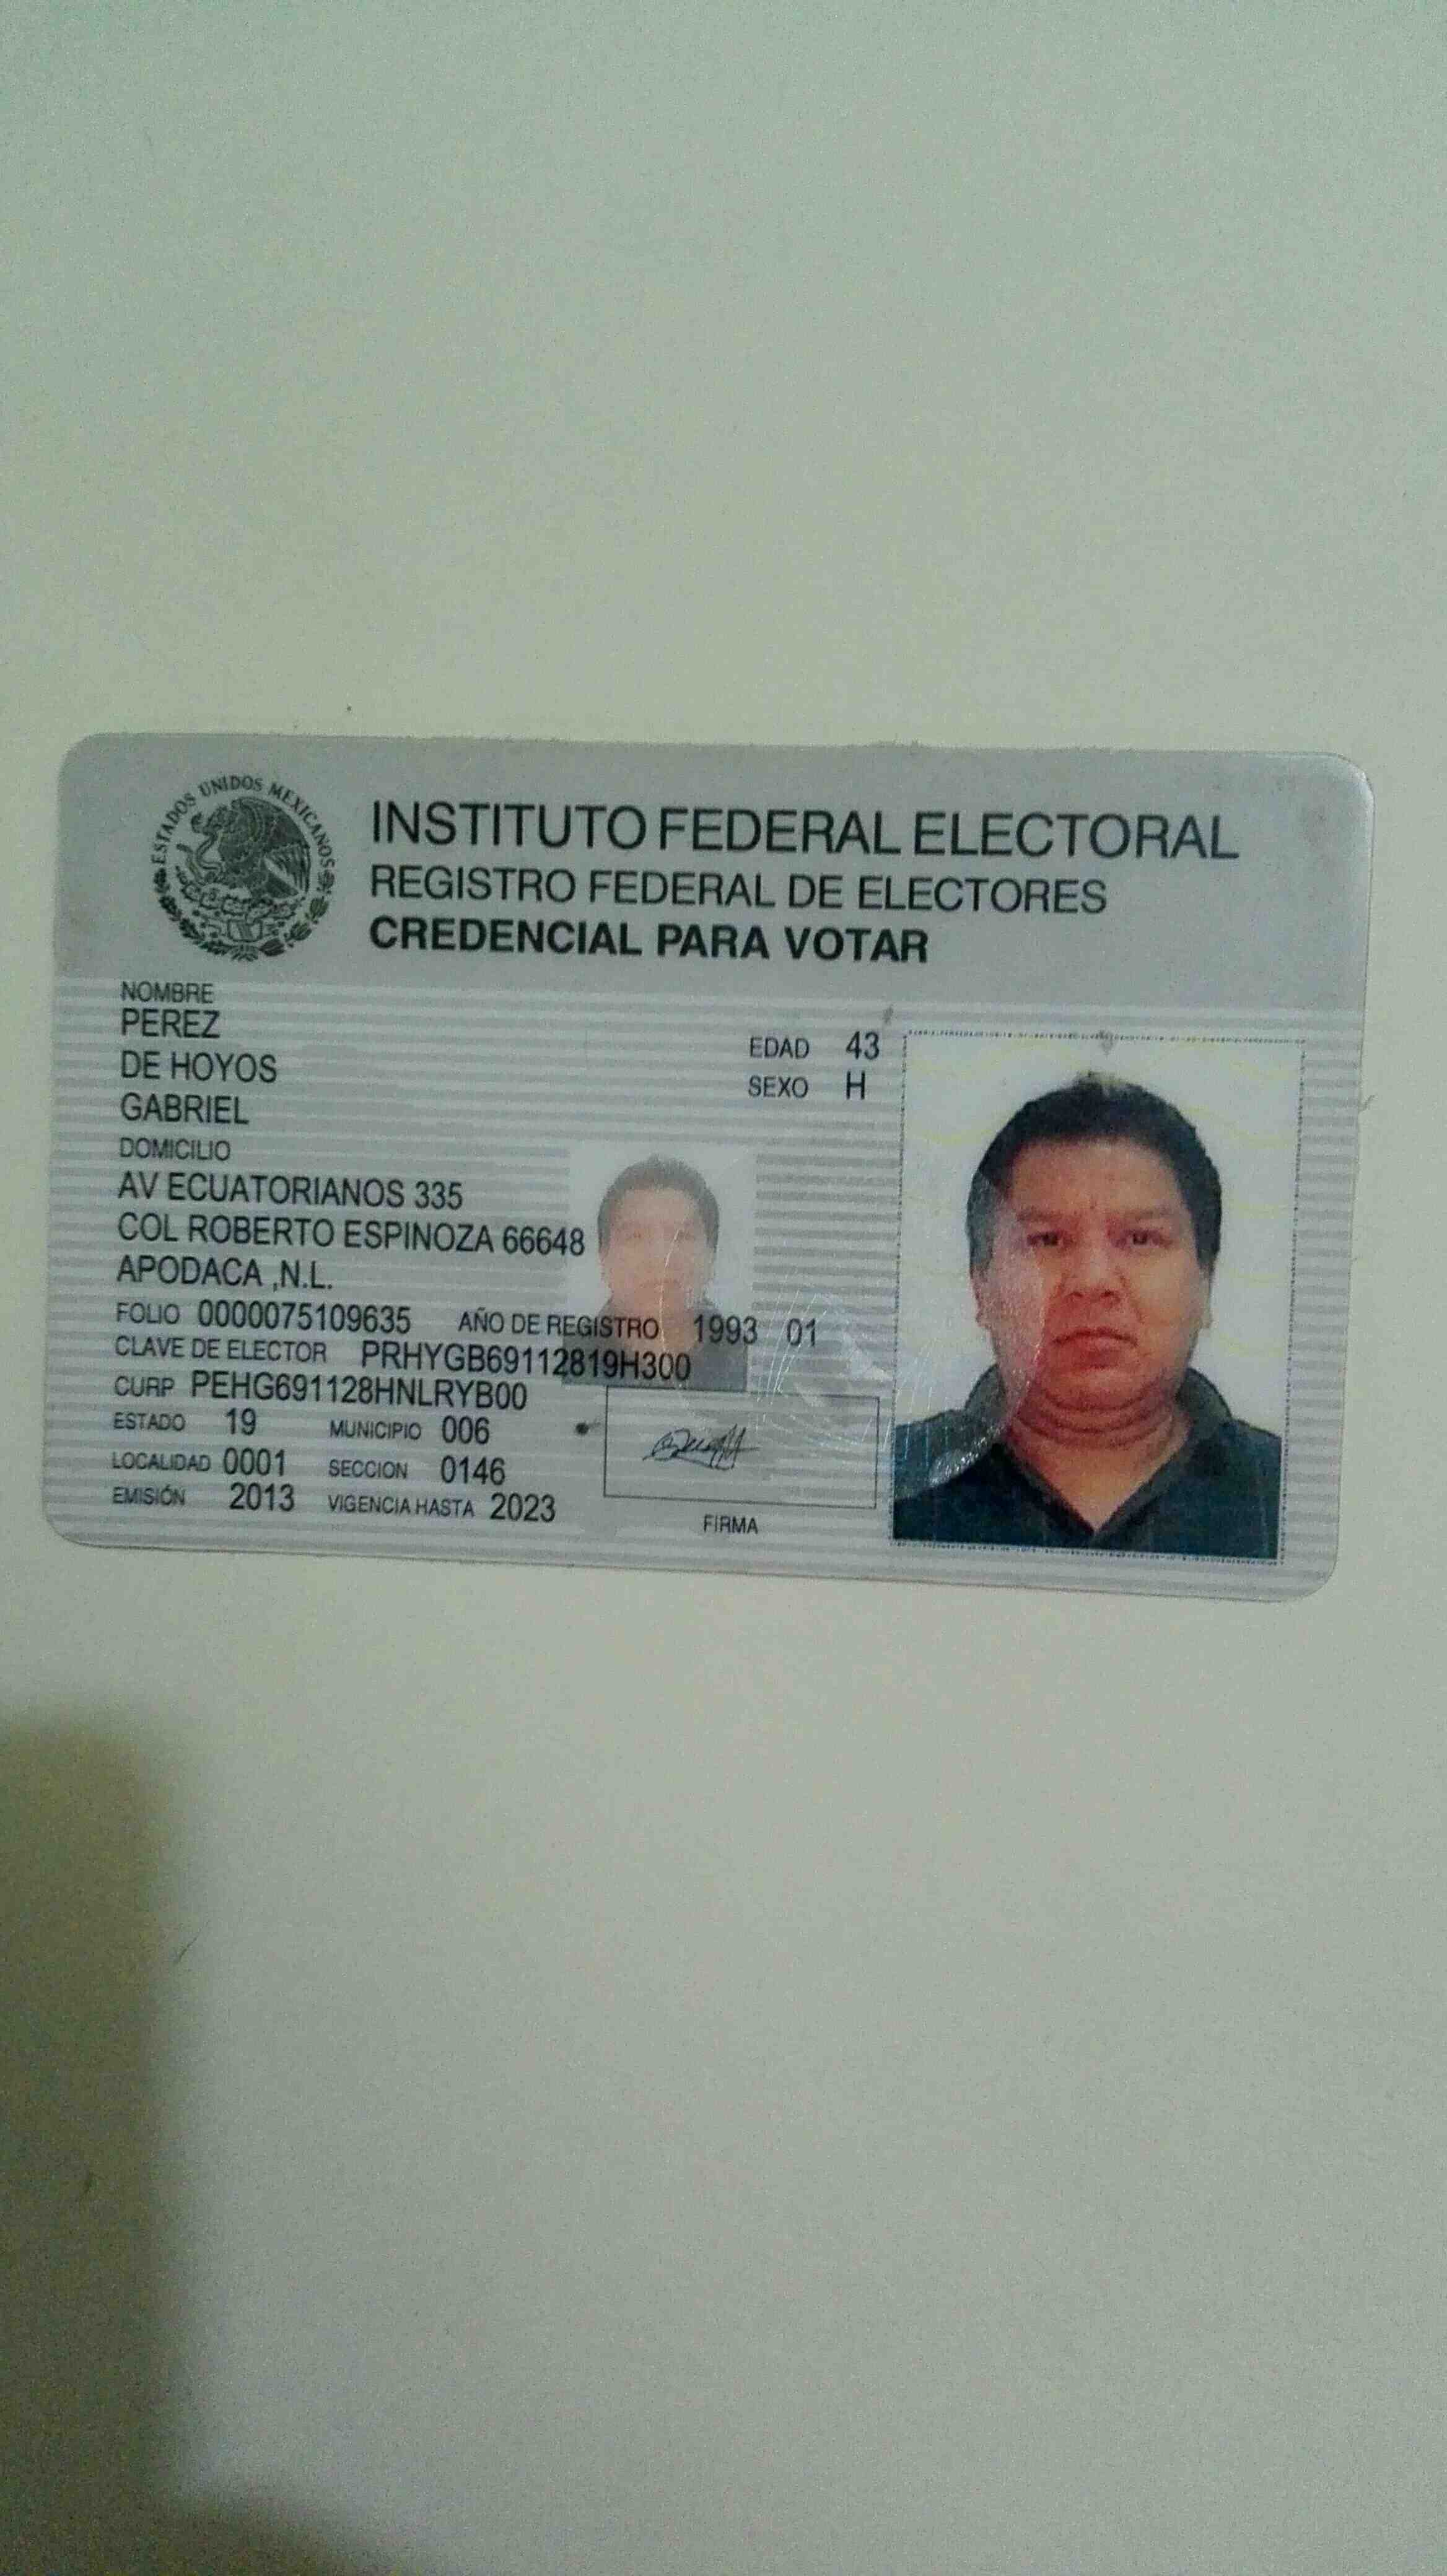 ESTADOS UNIDOS MEXICANOS
INSTITUTO FEDERAL ELECTORAL
REGISTRO FEDERAL DE ELECTORES
CREDENCIAL PARA VOTAR
NOMBRE
PEREZ
DE HOYOS
GABRIEL
EDAD 43
SEXO H
DOMICILIO
AV ECUATORIANOS 335
COL ROBERTO ESPINOZA 66648
APODACA ,N.L.
FOLIO 0000075109635 AÑO DE REGISTRO 1993 01
CLAVE DE ELECTOR PRHYGB69112819H300
CURP PEHG691128HNLRYB00
ESTADO 19 MUNICIPIO 006
LOCALIDAD 0001 SECCION 0146
EMISIÓN 2013 VIGENCIA HASTA 2023
FIRMA